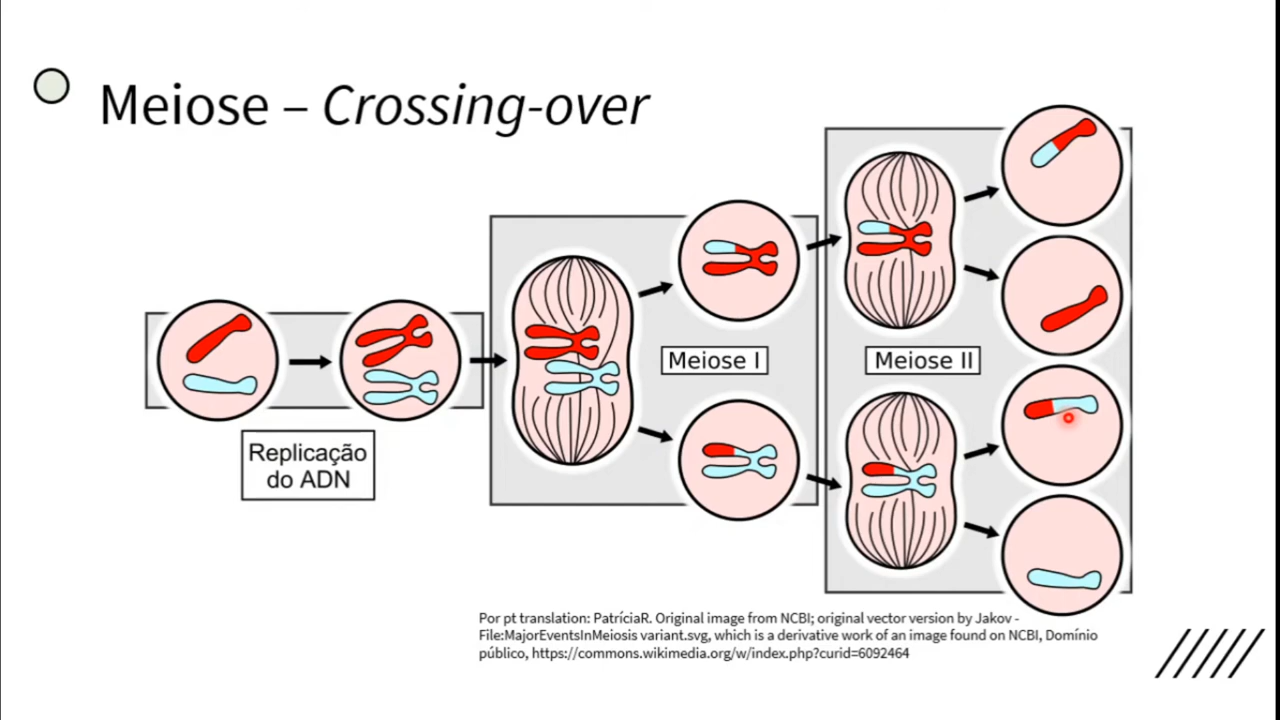 Meiose – Crossing-over
Meiose I
Meiose II
Replicação
do ADN
Por pt translation: PatríciaR. Original image from NCBI; original vector version by Jakov -
File:MajorEventsInMeiosis variant.svg, which is a derivative work of an image found on NCBI, Domínio
público, https://commons.wikimedia.org/w/index.php?curid=6092464